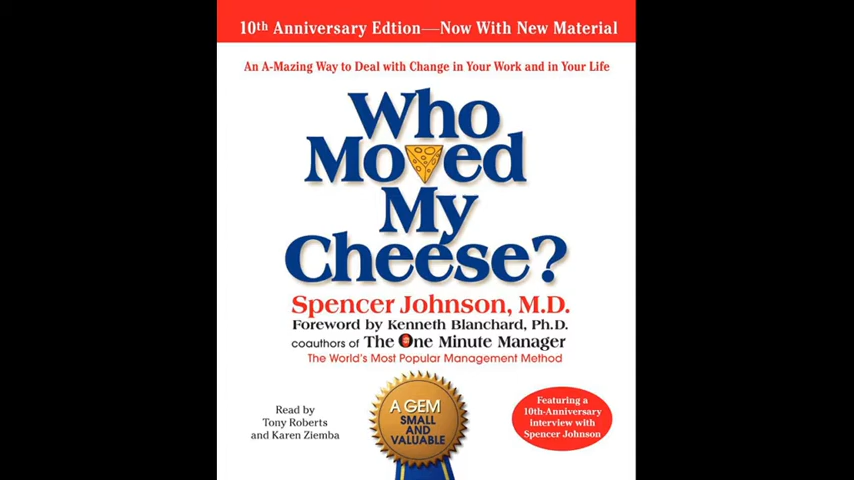 10th Anniversary Edtion—Now With New Material
An A-Mazing Way to Deal with Change in Your Work and in Your Life
Who
Moved
My
Cheese?
Spencer Johnson, M.D.
Foreword by Kenneth Blanchard, Ph.D.
coauthors of The One Minute Manager
The World's Most Popular Management Method
Read by
Tony Roberts
and Karen Ziemba
A GEM
SMALL
AND
VALUABLE
Featuring a
10th-Anniversary
interview with
Spencer Johnson